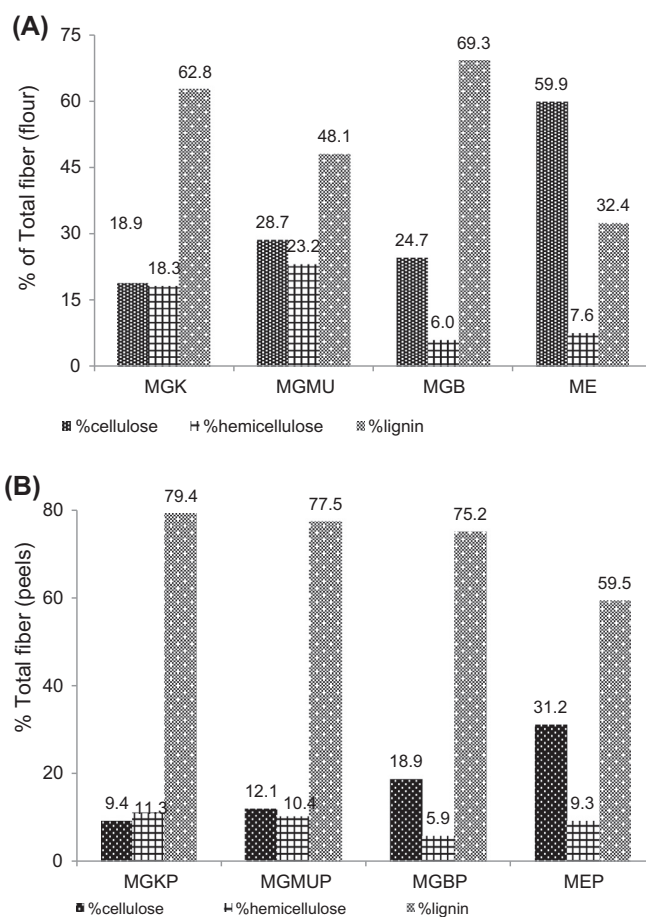 (A)
75
60
45
30
15
0
% of Total fiber (flour)
18.9 18.3 62.8
28.7 23.2 48.1
24.7 6.0 69.3
59.9 7.6 32.4
MGK MGMU MGB ME
%cellulose %hemicellulose %lignin
(B)
80
60
40
20
0
% Total fiber (peels)
9.4 11.3 79.4
12.1 10.4 77.5
18.9 5.9 75.2
31.2 9.3 59.5
MGKP MGMUP MGBP MEP
%cellulose %hemicellulose %lignin